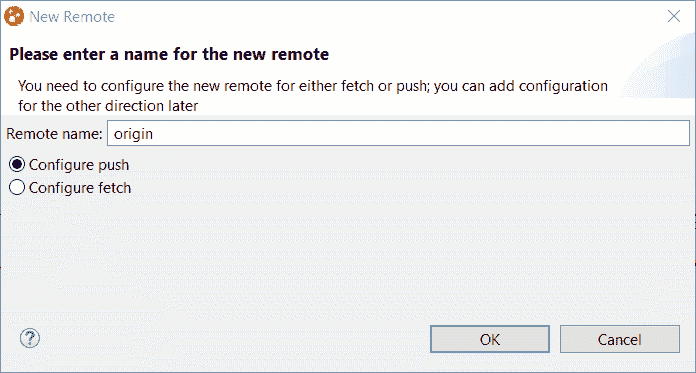 New Remote
Please enter a name for the new remote
You need to configure the new remote for either fetch or push; you can add configuration
for the other direction later
Remote name: origin
Configure push
Configure fetch
?
OK Cancel